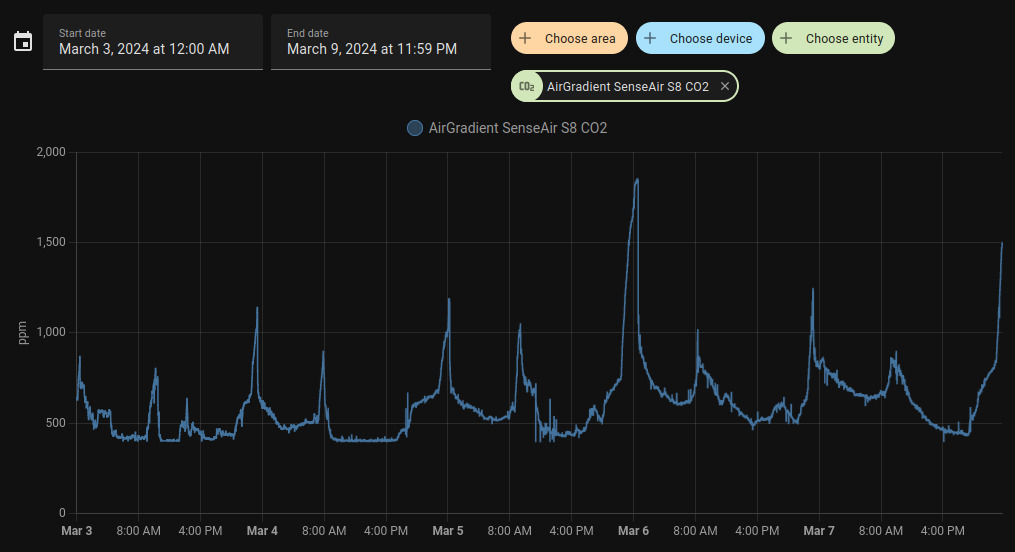 Start date
March 3, 2024 at 12:00 AM
End date
March 9, 2024 at 11:59 PM
Choose area
Choose device
Choose entity
CO₂
AirGradient SenseAir S8 CO2
AirGradient SenseAir S8 CO2
2,000
1,500
1,000
500
0
ppm
Mar 3 8:00 AM 4:00 PM Mar 4 8:00 AM 4:00 PM Mar 5 8:00 AM 4:00 PM Mar 6 8:00 AM 4:00 PM Mar 7 8:00 AM 4:00 PM